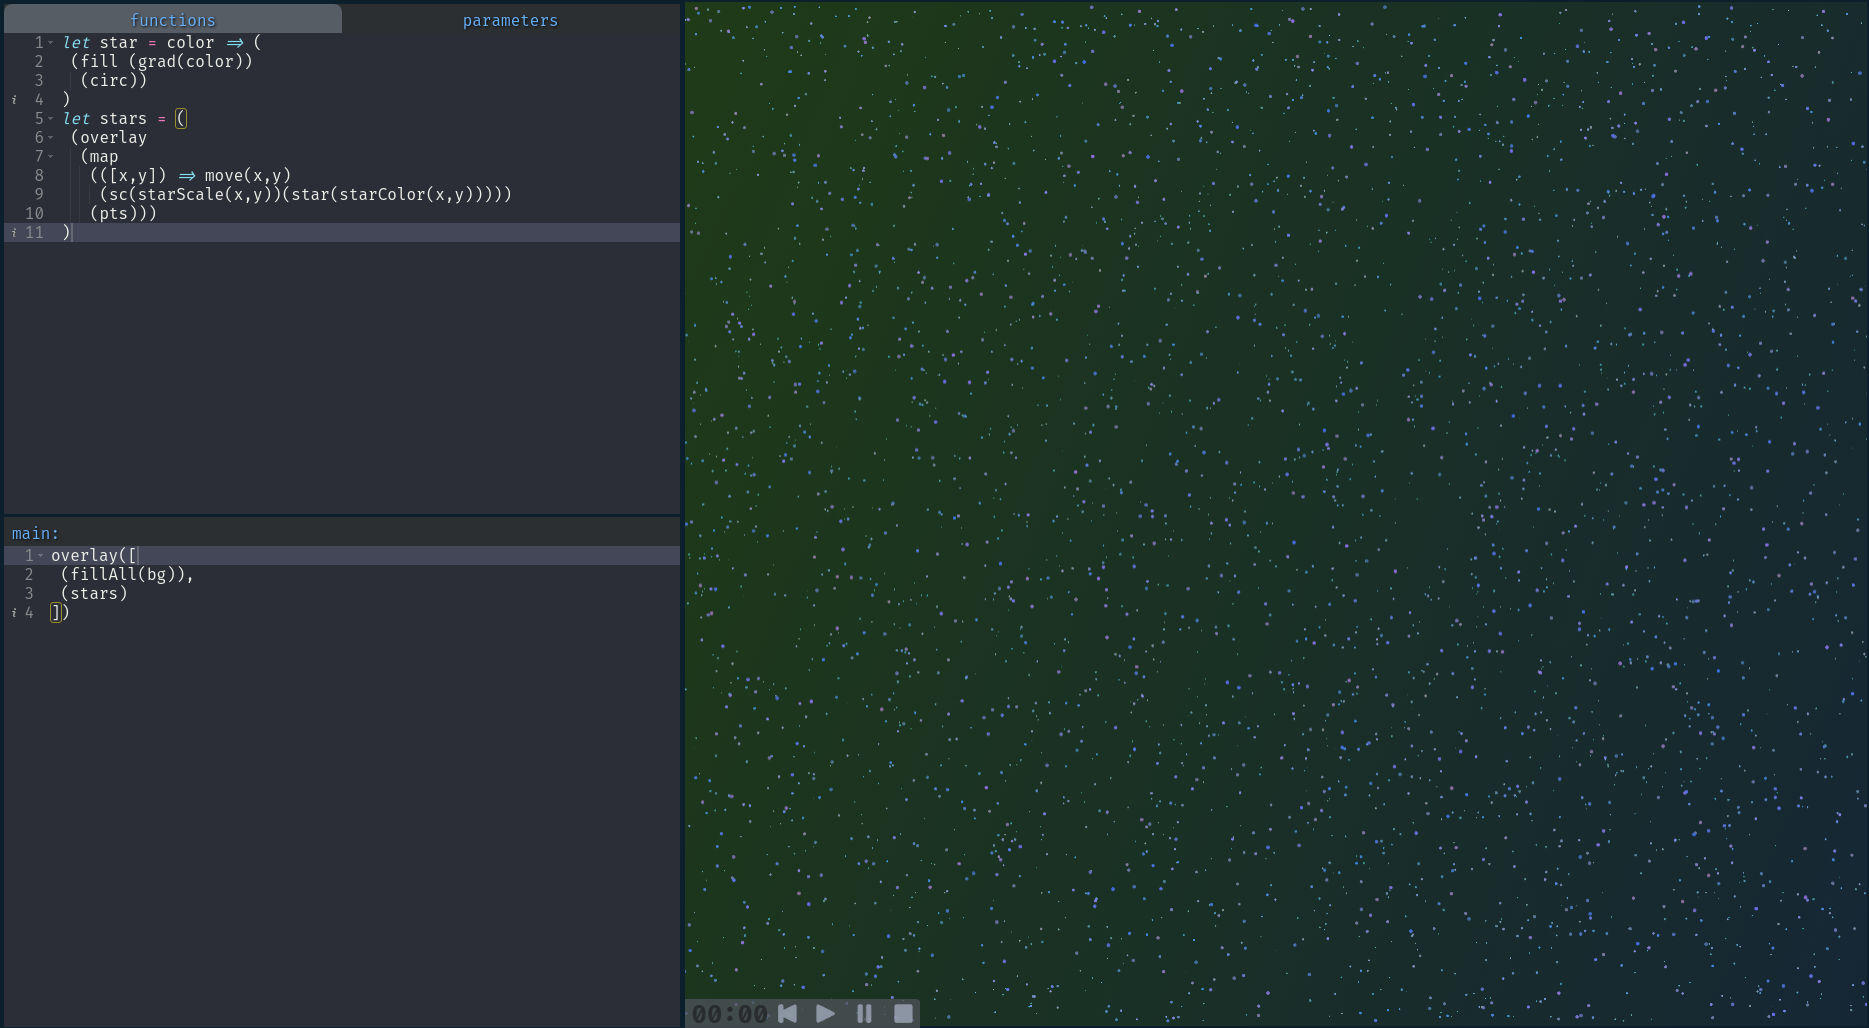 functions parameters
1 let star = color => (
2 (fill (grad(color))
3 (circ))
i 4 )
5 let stars = (
6 (overlay
7 (map
8 (([x,y]) => move(x,y)
9 (sc(starScale(x,y))(star(starColor(x,y)))))
10 (pts)))
i 11 )
main:
1 overlay([
2 (fillAll(bg)),
3 (stars)
i 4 ])
00:00